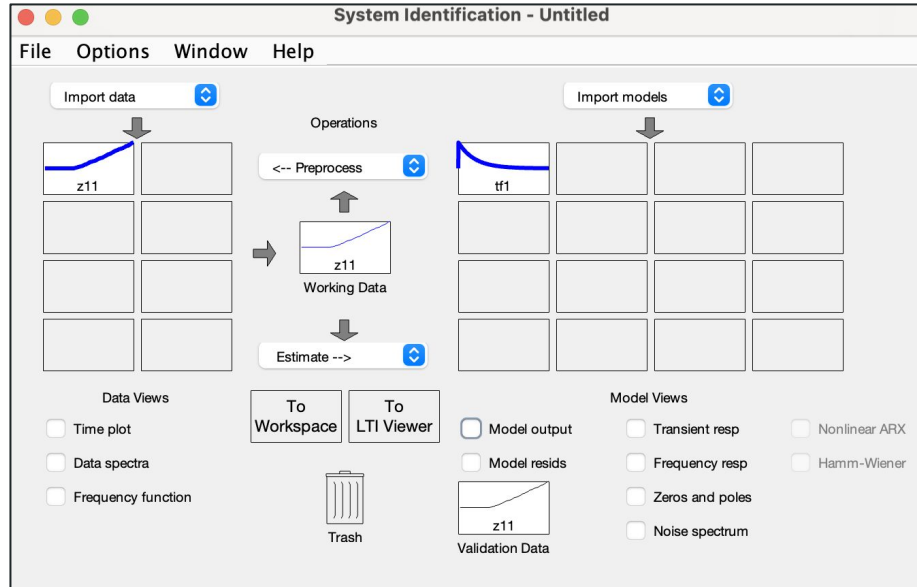 System Identification - Untitled
File Options Window Help
Import data
Import models
Operations
<-- Preprocess
z11
tf1
z11
Working Data
Estimate -->
Data Views
Time plot
Data spectra
Frequency function
To
Workspace
To
LTI Viewer
Trash
Model Views
Model output
Model resids
z11
Validation Data
Transient resp
Frequency resp
Zeros and poles
Noise spectrum
Nonlinear ARX
Hamm-Wiener